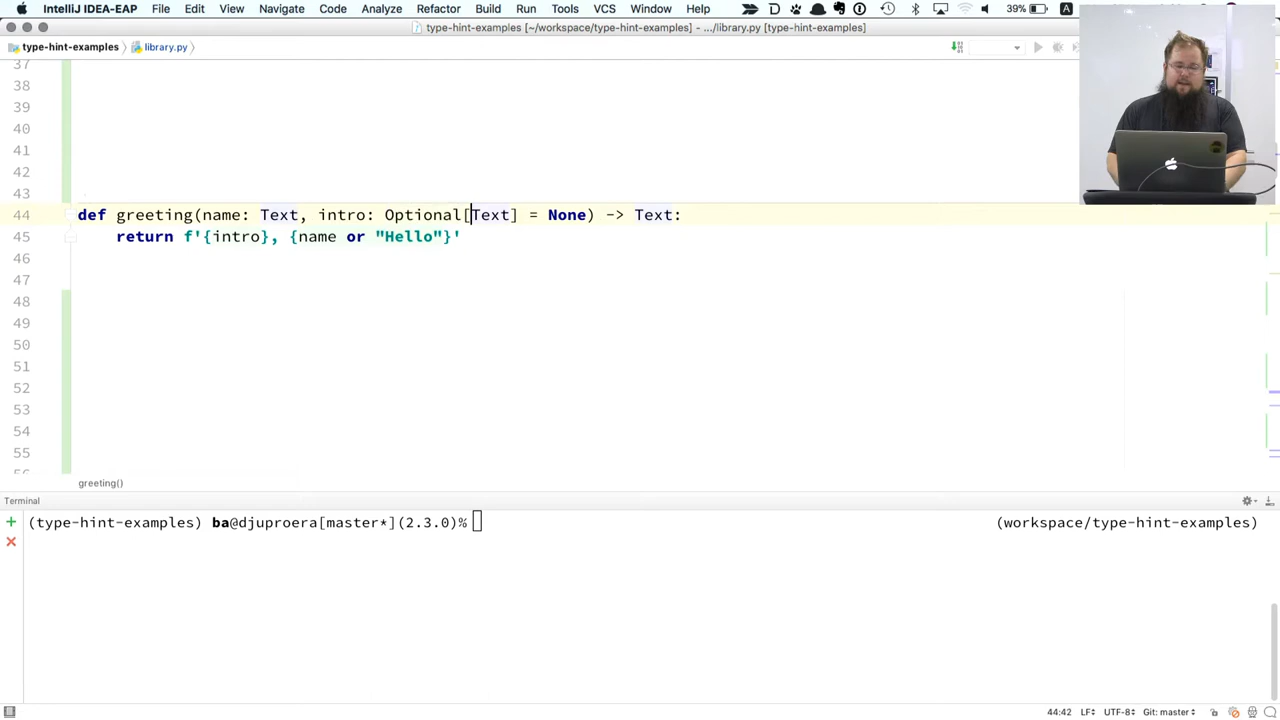 IntelliJ IDEA-EAP File Edit View Navigate Code Analyze Refactor Build Run Tools VCS Window Help 39% A
type-hint-examples [~/workspace/type-hint-examples] - .../library.py [type-hint-examples]
type-hint-examples library.py
37
38
39
40
41
42
43
44 def greeting(name: Text, intro: Optional[Text] = None) -> Text:
45 return f'{intro}, {name or "Hello"}'
46
47
48
49
50
51
52
53
54
55
56
greeting()
Terminal
(type-hint-examples) ba@djuproera[master*](2.3.0)% (workspace/type-hint-examples)
44:42 LF UTF-8 Git: master